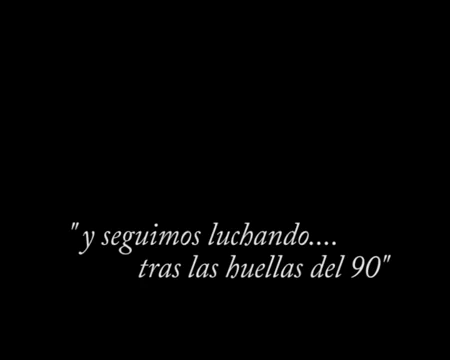 "y seguimos luchando....
tras las huellas del 90"